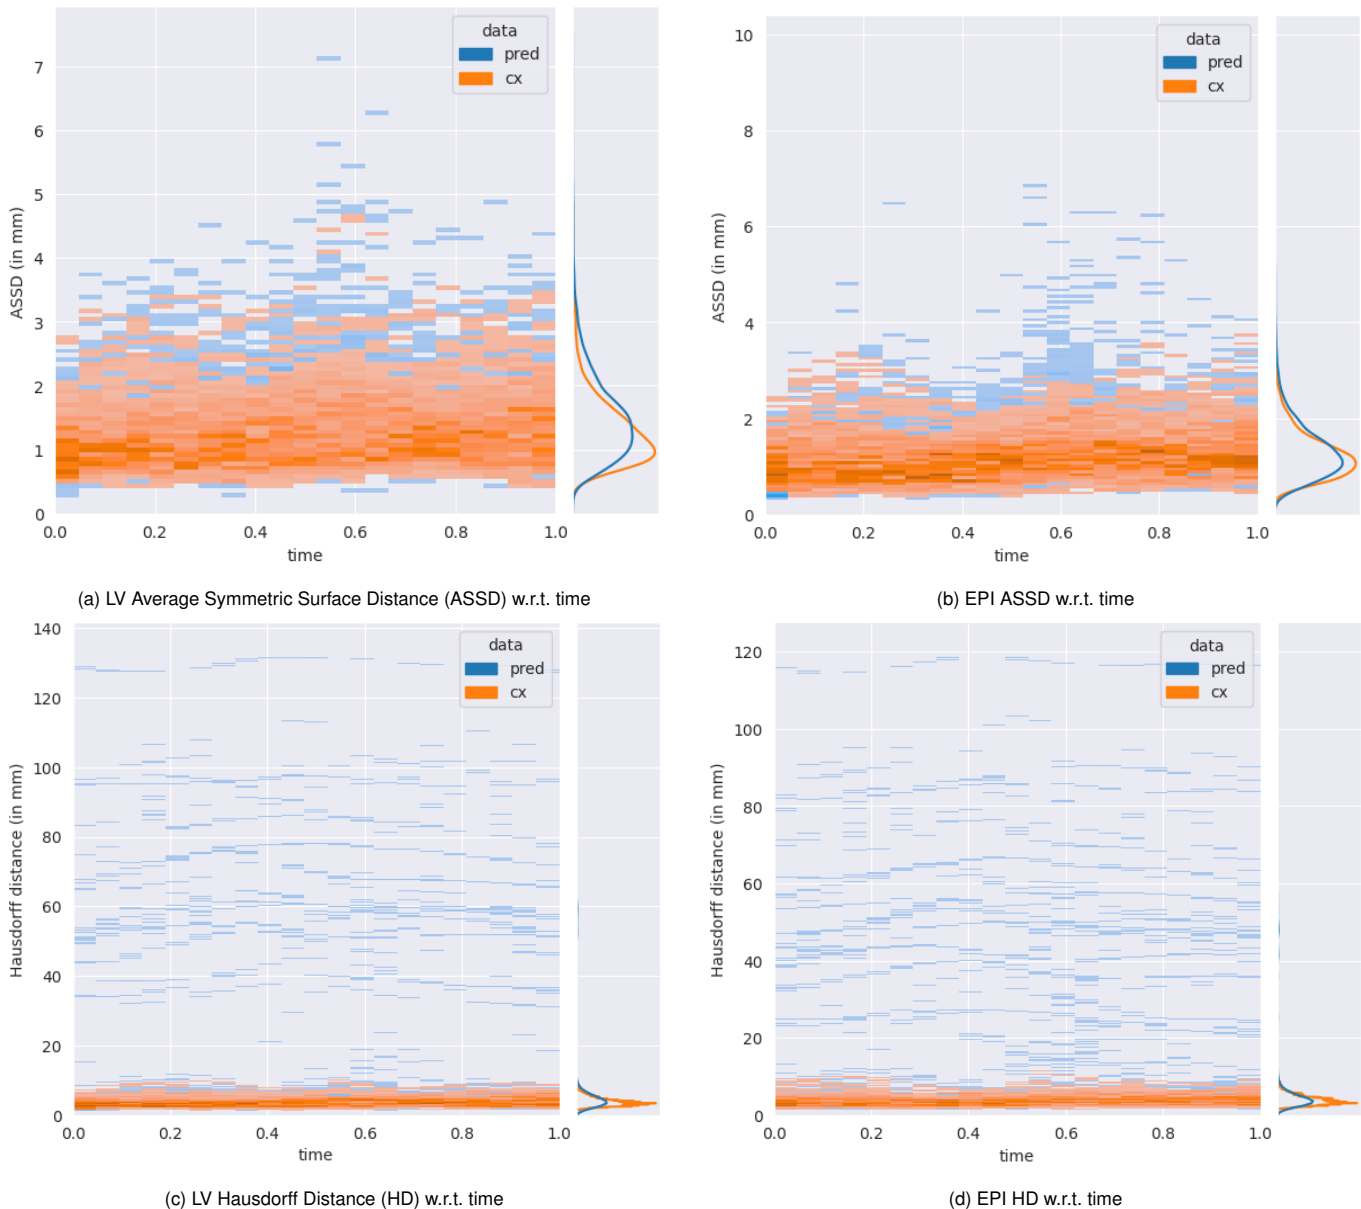 data
pred
cx
7
6
5
4
3
2
1
0
ASSD (in mm)
0.0 0.2 0.4 0.6 0.8 1.0
time
(a) LV Average Symmetric Surface Distance (ASSD) w.r.t. time
data
pred
cx
10
8
6
4
2
0
ASSD (in mm)
0.0 0.2 0.4 0.6 0.8 1.0
time
(b) EPI ASSD w.r.t. time
data
pred
cx
140
120
100
80
60
40
20
0
Hausdorff distance (in mm)
0.0 0.2 0.4 0.6 0.8 1.0
time
(c) LV Hausdorff Distance (HD) w.r.t. time
data
pred
cx
120
100
80
60
40
20
0
Hausdorff distance (in mm)
0.0 0.2 0.4 0.6 0.8 1.0
time
(d) EPI HD w.r.t. time